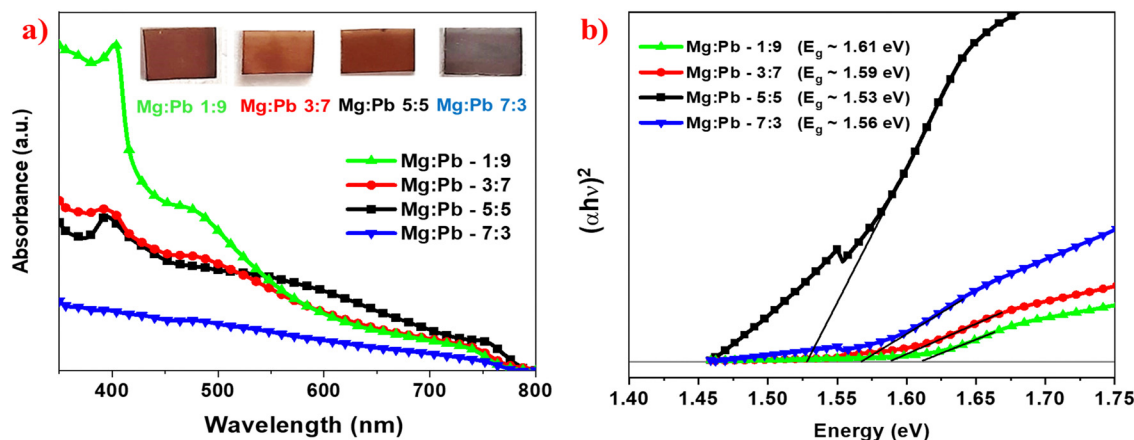 a)
Mg:Pb 1:9 Mg:Pb 3:7 Mg:Pb 5:5 Mg:Pb 7:3
Mg:Pb - 1:9
Mg:Pb - 3:7
Mg:Pb - 5:5
Mg:Pb - 7:3
Absorbance (a.u.)
400 500 600 700 800
Wavelength (nm)
b)
Mg:Pb - 1:9 (Eg ~ 1.61 eV)
Mg:Pb - 3:7 (Eg ~ 1.59 eV)
Mg:Pb - 5:5 (Eg ~ 1.53 eV)
Mg:Pb - 7:3 (Eg ~ 1.56 eV)
(αhν)²
1.40 1.45 1.50 1.55 1.60 1.65 1.70 1.75
Energy (eV)